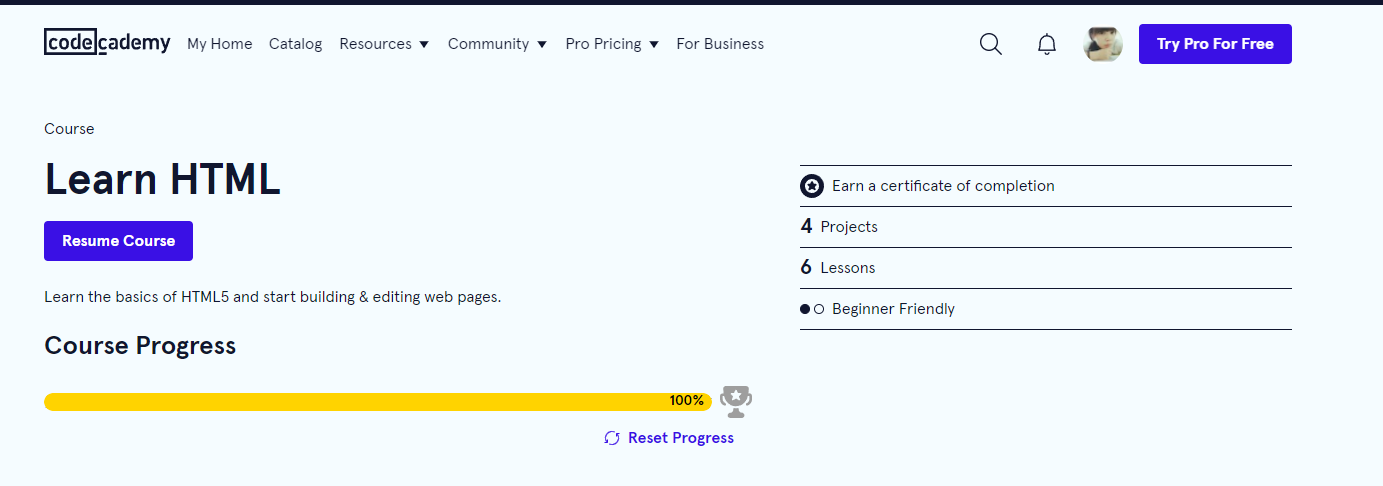 codecademy My Home Catalog Resources Community Pro Pricing For Business Try Pro For Free
Course
Learn HTML
Resume Course
Learn the basics of HTML5 and start building & editing web pages.
Course Progress
100%
Reset Progress
Earn a certificate of completion
4 Projects
6 Lessons
Beginner Friendly